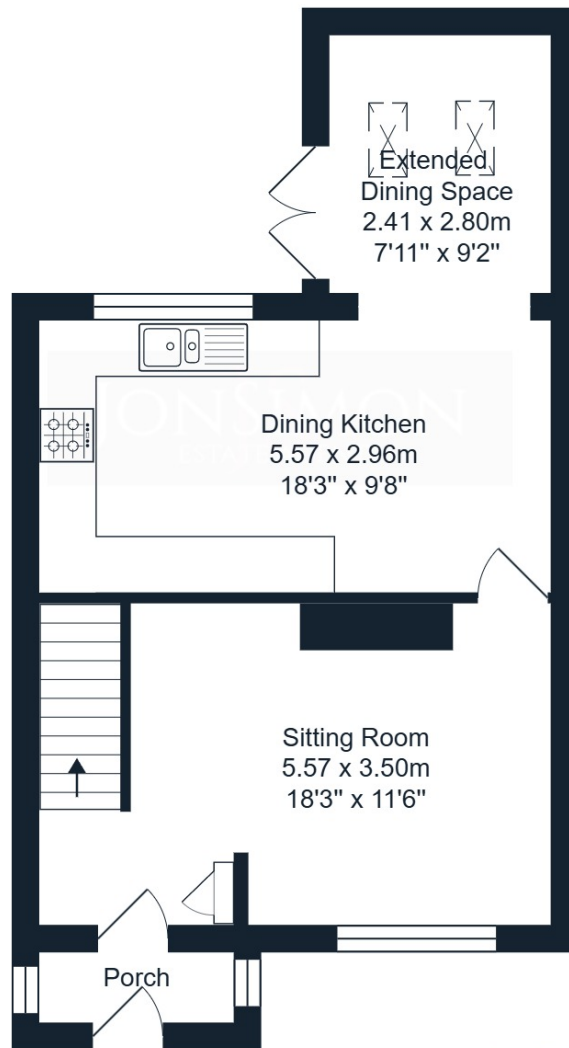 Extended
Dining Space
2.41 x 2.80m
7'11" x 9'2"
JONSIMON
Dining Kitchen
5.57 x 2.96m
18'3" x 9'8"
Sitting Room
5.57 x 3.50m
18'3" x 11'6"
Porch